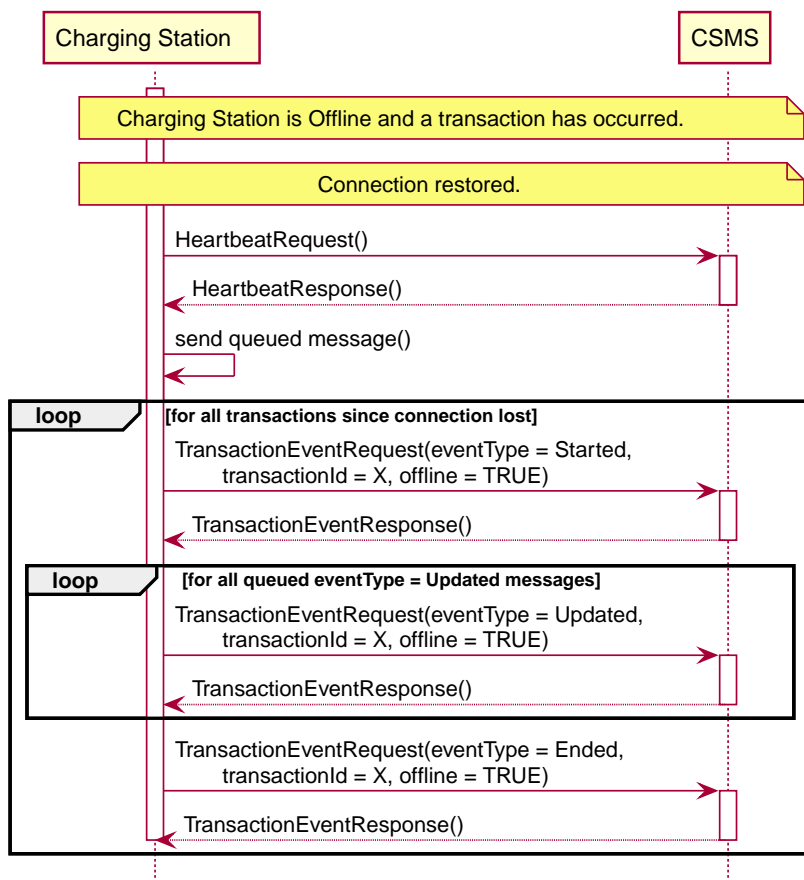 Charging Station
CSMS
Charging Station is Offline and a transaction has occurred.
Connection restored.
HeartbeatRequest()
HeartbeatResponse()
send queued message()
loop
[for all transactions since connection lost]
TransactionEventRequest(eventType = Started,
transactionId = X, offline = TRUE)
TransactionEventResponse()
loop
[for all queued eventType = Updated messages]
TransactionEventRequest(eventType = Updated,
transactionId = X, offline = TRUE)
TransactionEventResponse()
TransactionEventRequest(eventType = Ended,
transactionId = X, offline = TRUE)
TransactionEventResponse()